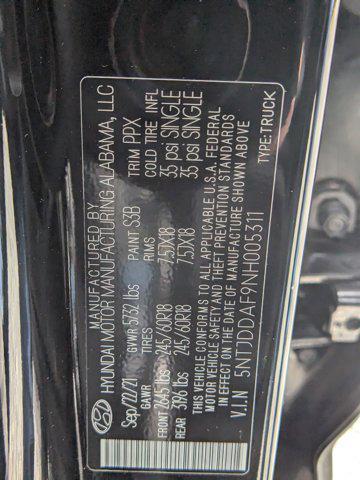 MANUFACTURED BY
HYUNDAI MOTOR MANUFACTURING ALABAMA, LLC
Sep/22/21 GVWR 5732 lbs PAINT S3B TRIM PPX
GAWR TIRES RIMS COLD TIRE INFL
FRONT 2645 lbs 245/60R18 7.5JX18 35 psi SINGLE
REAR 3196 lbs 245/60R18 7.5JX18 35 psi SINGLE
THIS VEHICLE CONFORMS TO ALL APPLICABLE U.S.A. FEDERAL
MOTOR VEHICLE SAFETY AND THEFT PREVENTION STANDARDS
IN EFFECT ON THE DATE OF MANUFACTURE SHOWN ABOVE
V.I.N 5NTJDDAF9NH005311 TYPE:TRUCK